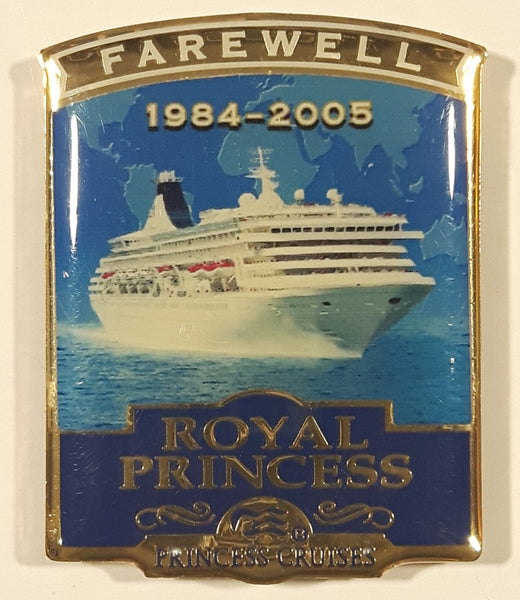 FAREWELL
1984-2005
ROYAL
PRINCESS
®
PRINCESS CRUISES